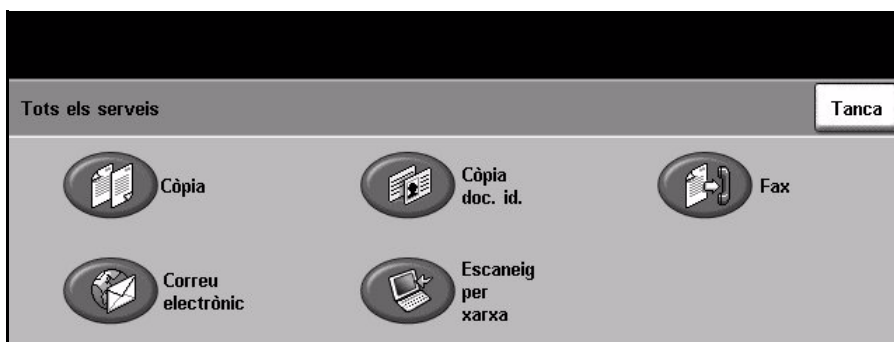 Tots els serveis
Tanca
Còpia
Còpia
doc. id.
Fax
Correu
electrònic
Escaneig
per
xarxa